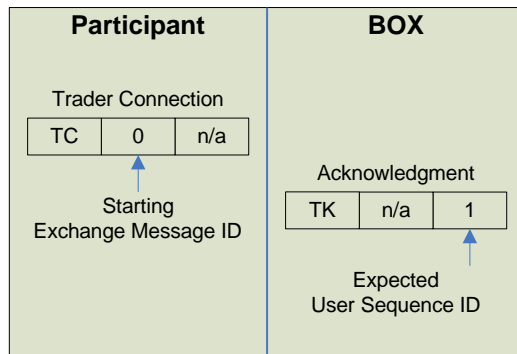 Participant
BOX
Trader Connection
TC 0 n/a
Starting
Exchange Message ID
Acknowledgment
TK n/a 1
Expected
User Sequence ID